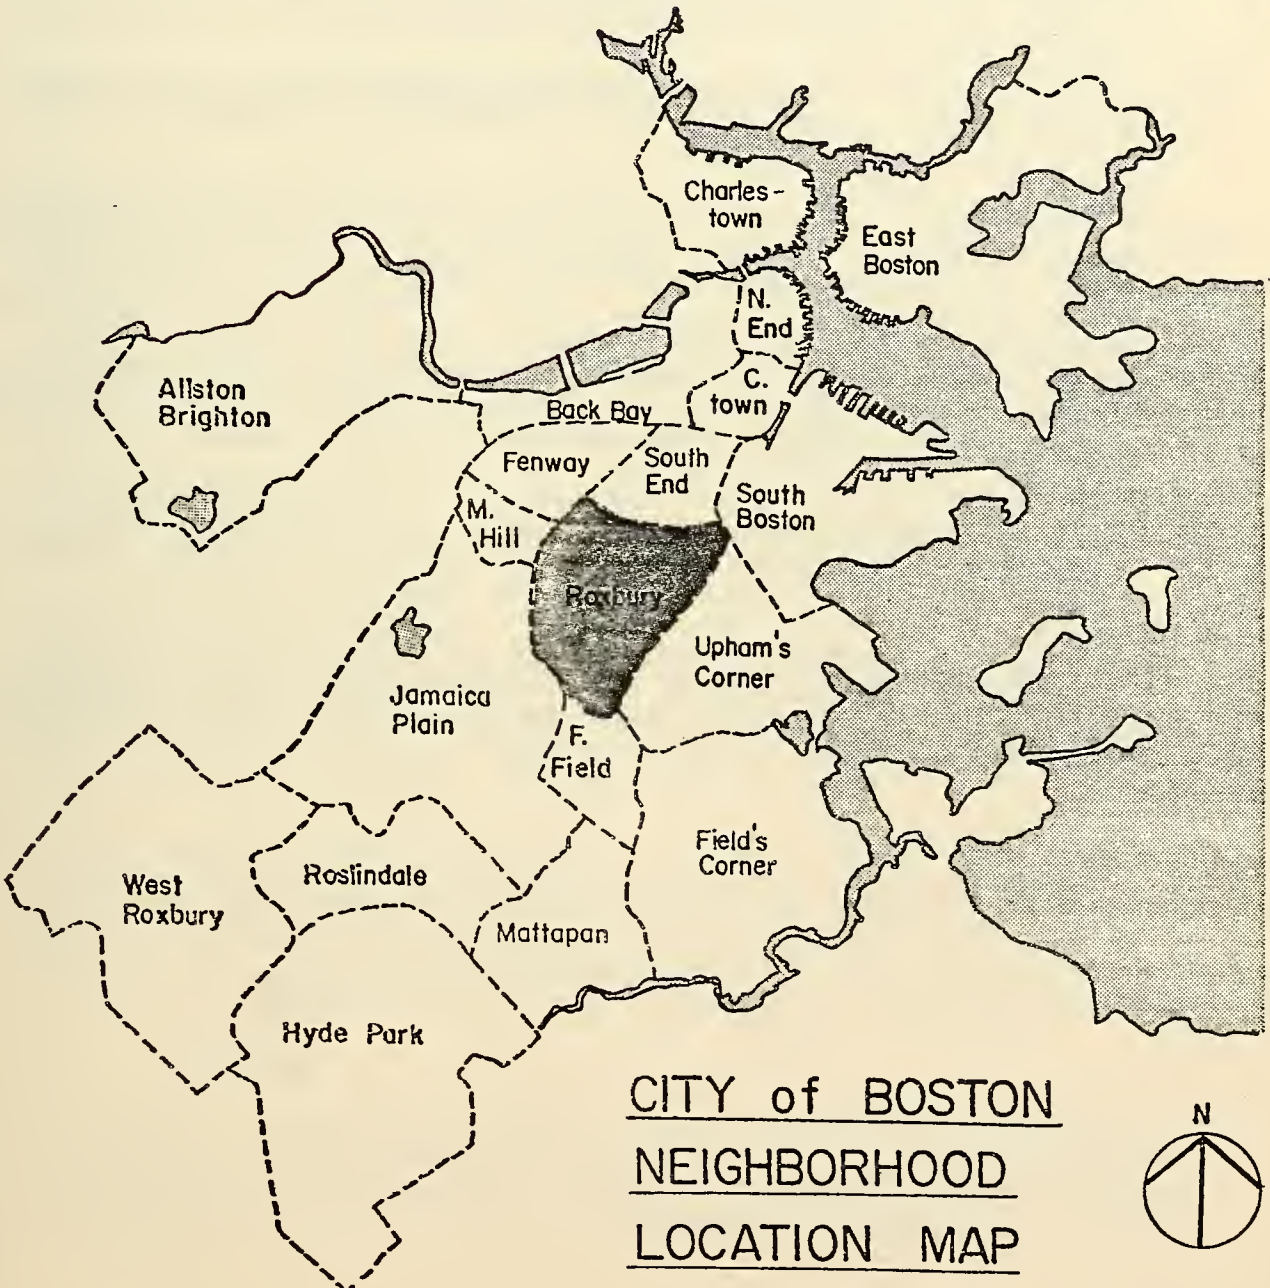 Charles-
town
East
Boston
N.
End
Allston
Brighton
C.
town
Back Bay
Fenway
South
End
South
Boston
M.
Hill
Roxbury
Upham's
Corner
Jamaica
Plain
F.
Field
Field's
Corner
West
Roxbury
Roslindale
Mattapan
Hyde Park
CITY of BOSTON
NEIGHBORHOOD
LOCATION MAP
N